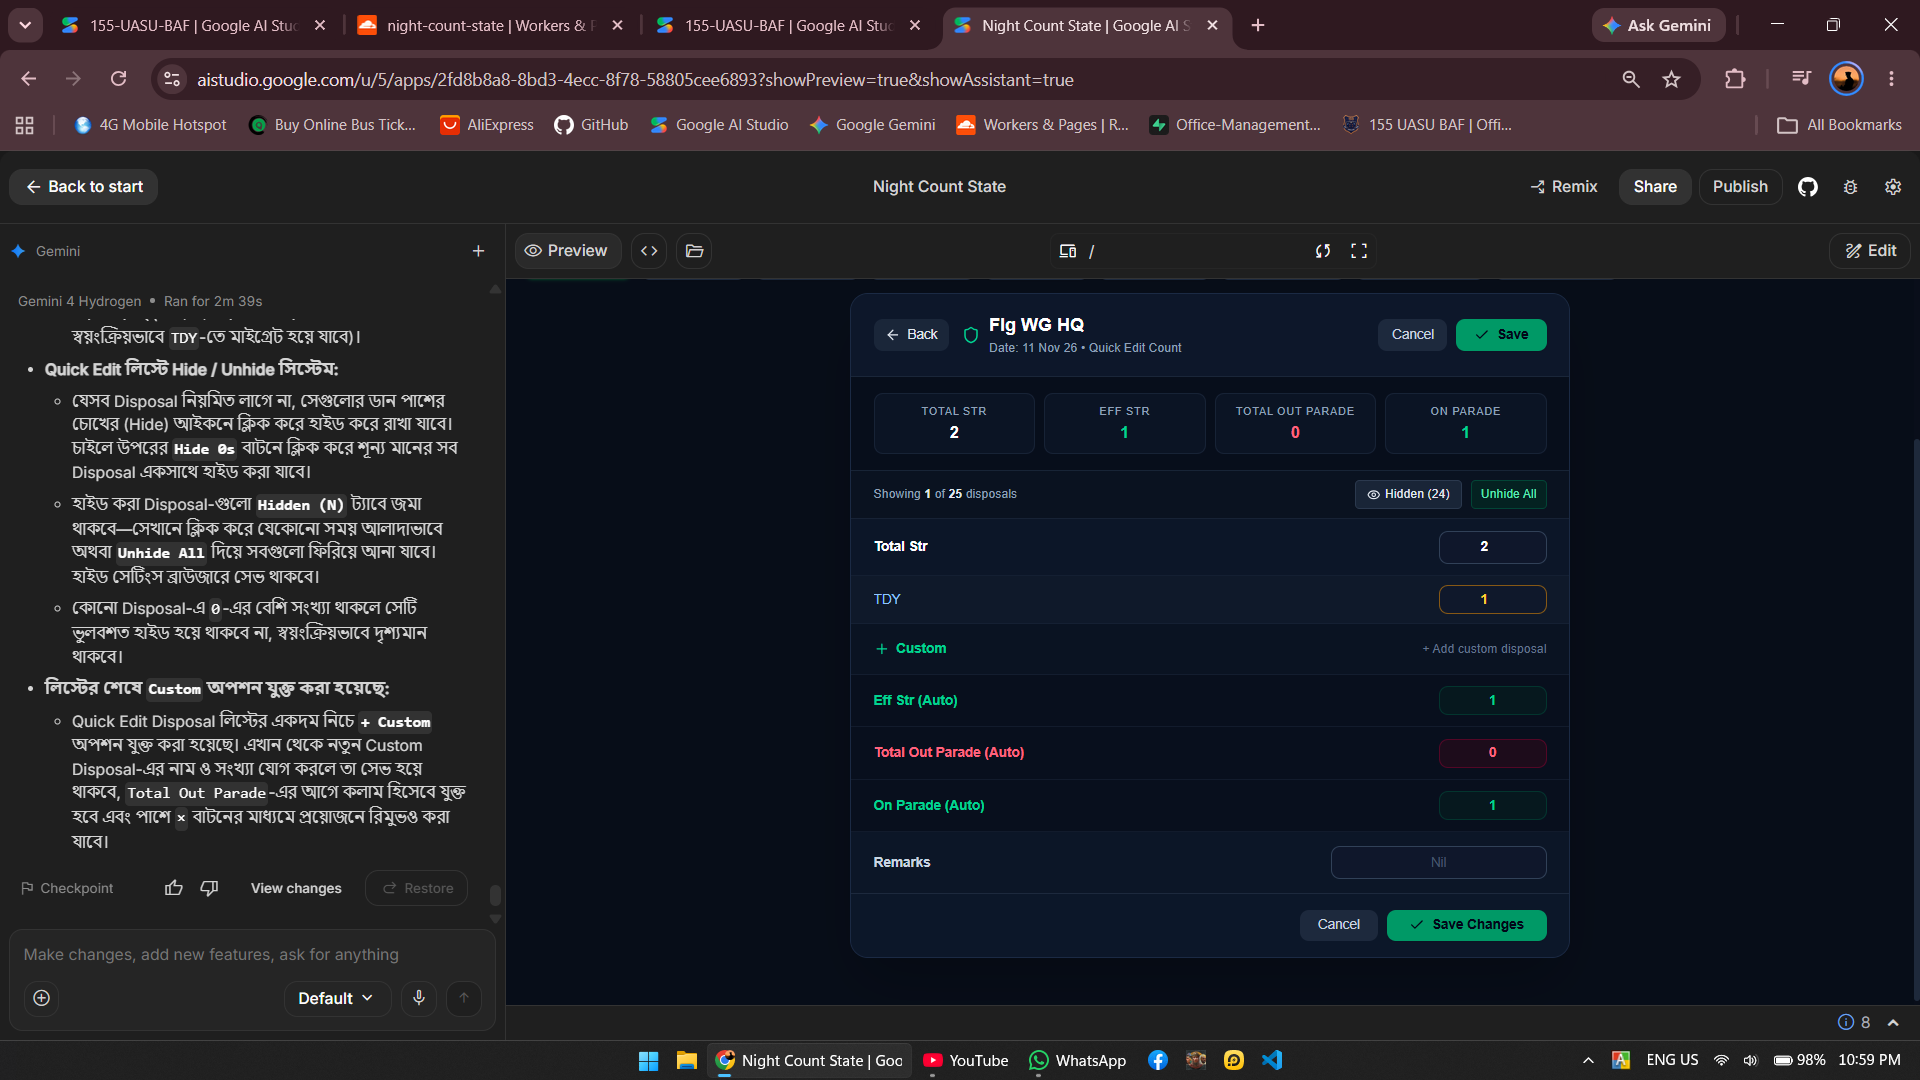 155-UASU-BAF | Google AI Stud
night-count-state | Workers & P
155-UASU-BAF | Google AI Stud
Night Count State | Google AI S
Ask Gemini
aistudio.google.com/u/5/apps/2fd8b8a8-8bd3-4ecc-8f78-58805cee6893?showPreview=true&showAssistant=true
4G Mobile Hotspot
Buy Online Bus Tick...
AliExpress
GitHub
Google AI Studio
Google Gemini
Workers & Pages | R...
Office-Management...
155 UASU BAF | Offi...
All Bookmarks
Back to start
Night Count State
Remix
Share
Publish
Gemini
Preview
/
Edit
Gemini 4 Hydrogen • Ran for 2m 39s
স্বয়ংক্রিয়ভাবে TDY-তে মাইগ্রেট হয়ে যাবে)।
• Quick Edit লিস্টে Hide / Unhide সিস্টেম:
যেসব Disposal নিয়মিত লাগে না, সেগুলোর ডান পাশের
চোখের (Hide) আইকনে ক্লিক করে হাইড করে রাখা যাবে।
চাইলে উপরের Hide 0s বাটনে ক্লিক করে শূন্য মানের সব
Disposal একসাথে হাইড করা যাবে।
হাইড করা Disposal-গুলো Hidden (N) ট্যাবে জমা
থাকবে—সেখানে ক্লিক করে যেকোনো সময় আলাদাভাবে
অথবা Unhide All দিয়ে সবগুলো ফিরিয়ে আনা যাবে।
হাইড সেটিংস ব্রাউজারে সেভ থাকবে।
কোনো Disposal-এ 0-এর বেশি সংখ্যা থাকলে সেটি
ভুলবশত হাইড হয়ে থাকবে না, স্বয়ংক্রিয়ভাবে দৃশ্যমান
থাকবে।
• লিস্টের শেষে Custom অপশন যুক্ত করা হয়েছে:
Quick Edit Disposal লিস্টের একদম নিচে + Custom
অপশন যুক্ত করা হয়েছে। এখান থেকে নতুন Custom
Disposal-এর নাম ও সংখ্যা যোগ করলে তা সেভ হয়ে
থাকবে, Total Out Parade-এর আগে কলাম হিসেবে যুক্ত
হবে এবং পাশে × বাটনের মাধ্যমে প্রয়োজনে রিমুভও করা
যাবে।
Checkpoint
View changes
Restore
Make changes, add new features, ask for anything
Default
Back
Flg WG HQ
Date: 11 Nov 26 • Quick Edit Count
Cancel
Save
TOTAL STR
2
EFF STR
1
TOTAL OUT PARADE
0
ON PARADE
1
Showing 1 of 25 disposals
Hidden (24)
Unhide All
Total Str
2
TDY
1
+ Custom
+ Add custom disposal
Eff Str (Auto)
1
Total Out Parade (Auto)
0
On Parade (Auto)
1
Remarks
Nil
Cancel
Save Changes
8
Night Count State | Goo
YouTube
WhatsApp
ENG US
98%
10:59 PM